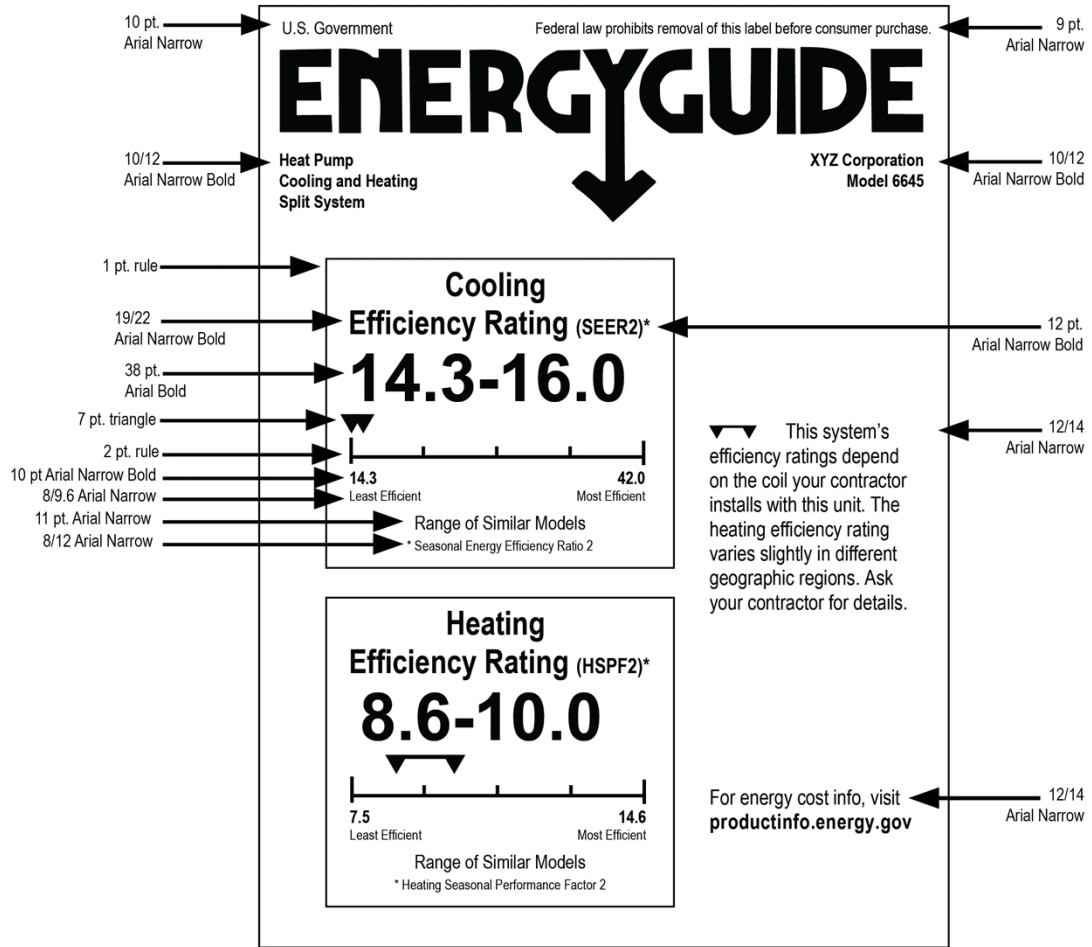 10 pt.
Arial Narrow
U.S. Government
Federal law prohibits removal of this label before consumer purchase.
9 pt.
Arial Narrow
ENERGYGUIDE
10/12
Arial Narrow Bold
Heat Pump
Cooling and Heating
Split System
XYZ Corporation
Model 6645
10/12
Arial Narrow Bold
1 pt. rule
Cooling
19/22
Arial Narrow Bold
Efficiency Rating (SEER2)*
12 pt.
Arial Narrow Bold
38 pt.
Arial Bold
14.3-16.0
7 pt. triangle
2 pt. rule
10 pt Arial Narrow Bold
14.3
42.0
8/9.6 Arial Narrow
Least Efficient
Most Efficient
11 pt. Arial Narrow
Range of Similar Models
8/12 Arial Narrow
* Seasonal Energy Efficiency Ratio 2
This system's
efficiency ratings depend
on the coil your contractor
installs with this unit. The
heating efficiency rating
varies slightly in different
geographic regions. Ask
your contractor for details.
12/14
Arial Narrow
Heating
Efficiency Rating (HSPF2)*
8.6-10.0
7.5
14.6
Least Efficient
Most Efficient
Range of Similar Models
* Heating Seasonal Performance Factor 2
For energy cost info, visit
productinfo.energy.gov
12/14
Arial Narrow